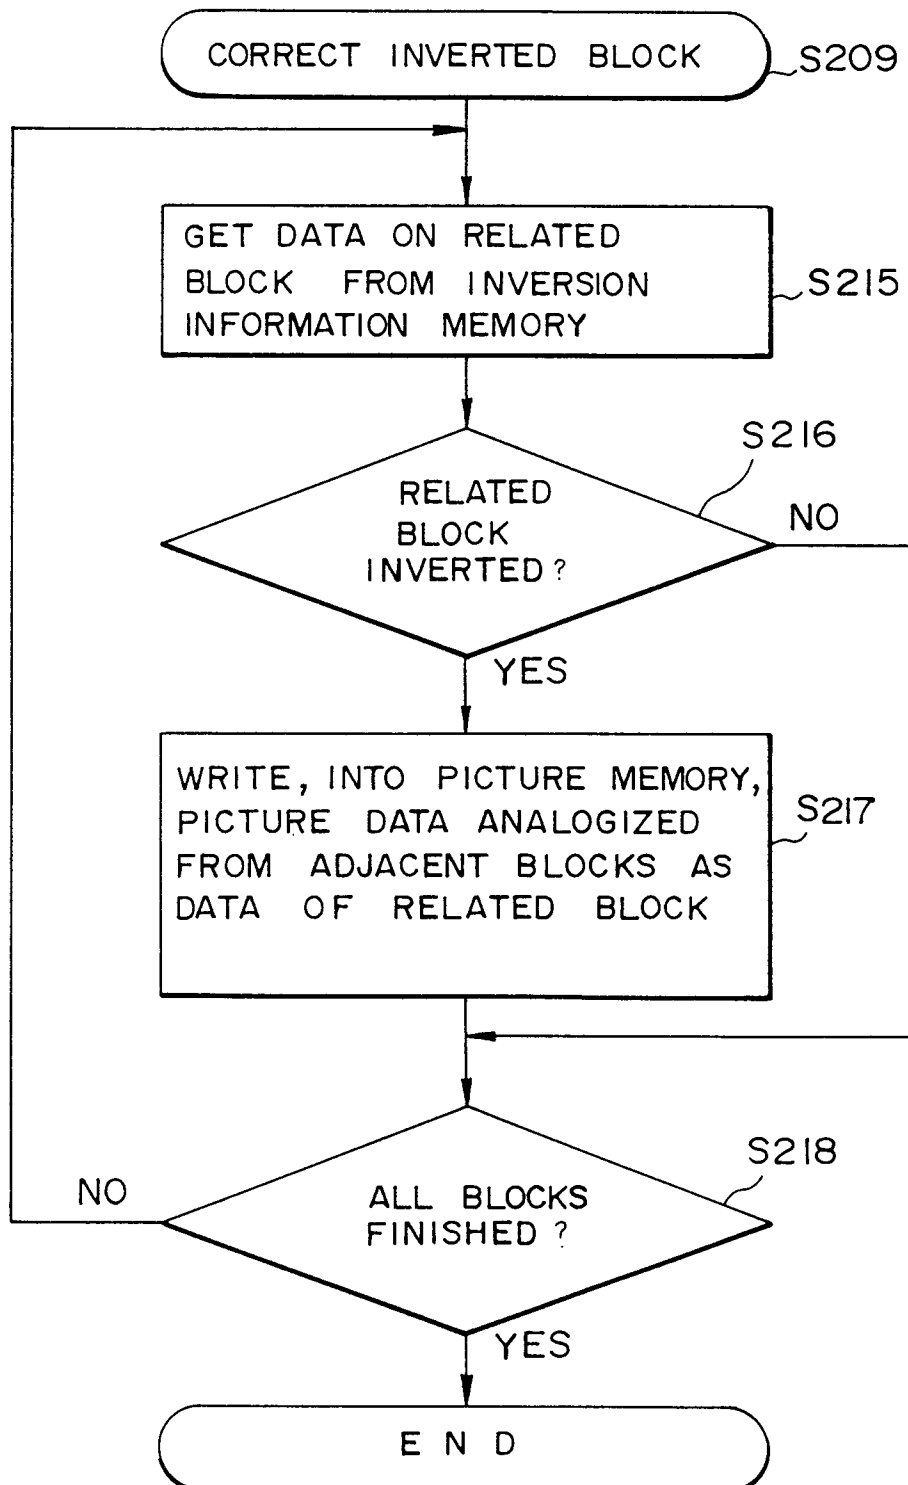 CORRECT INVERTED BLOCK
S209
GET DATA ON RELATED
BLOCK FROM INVERSION
INFORMATION MEMORY
S215
S216
RELATED
BLOCK
INVERTED?
NO
YES
WRITE, INTO PICTURE MEMORY,
PICTURE DATA ANALOGIZED
FROM ADJACENT BLOCKS AS
DATA OF RELATED BLOCK
S217
S218
ALL BLOCKS
FINISHED?
NO
YES
END